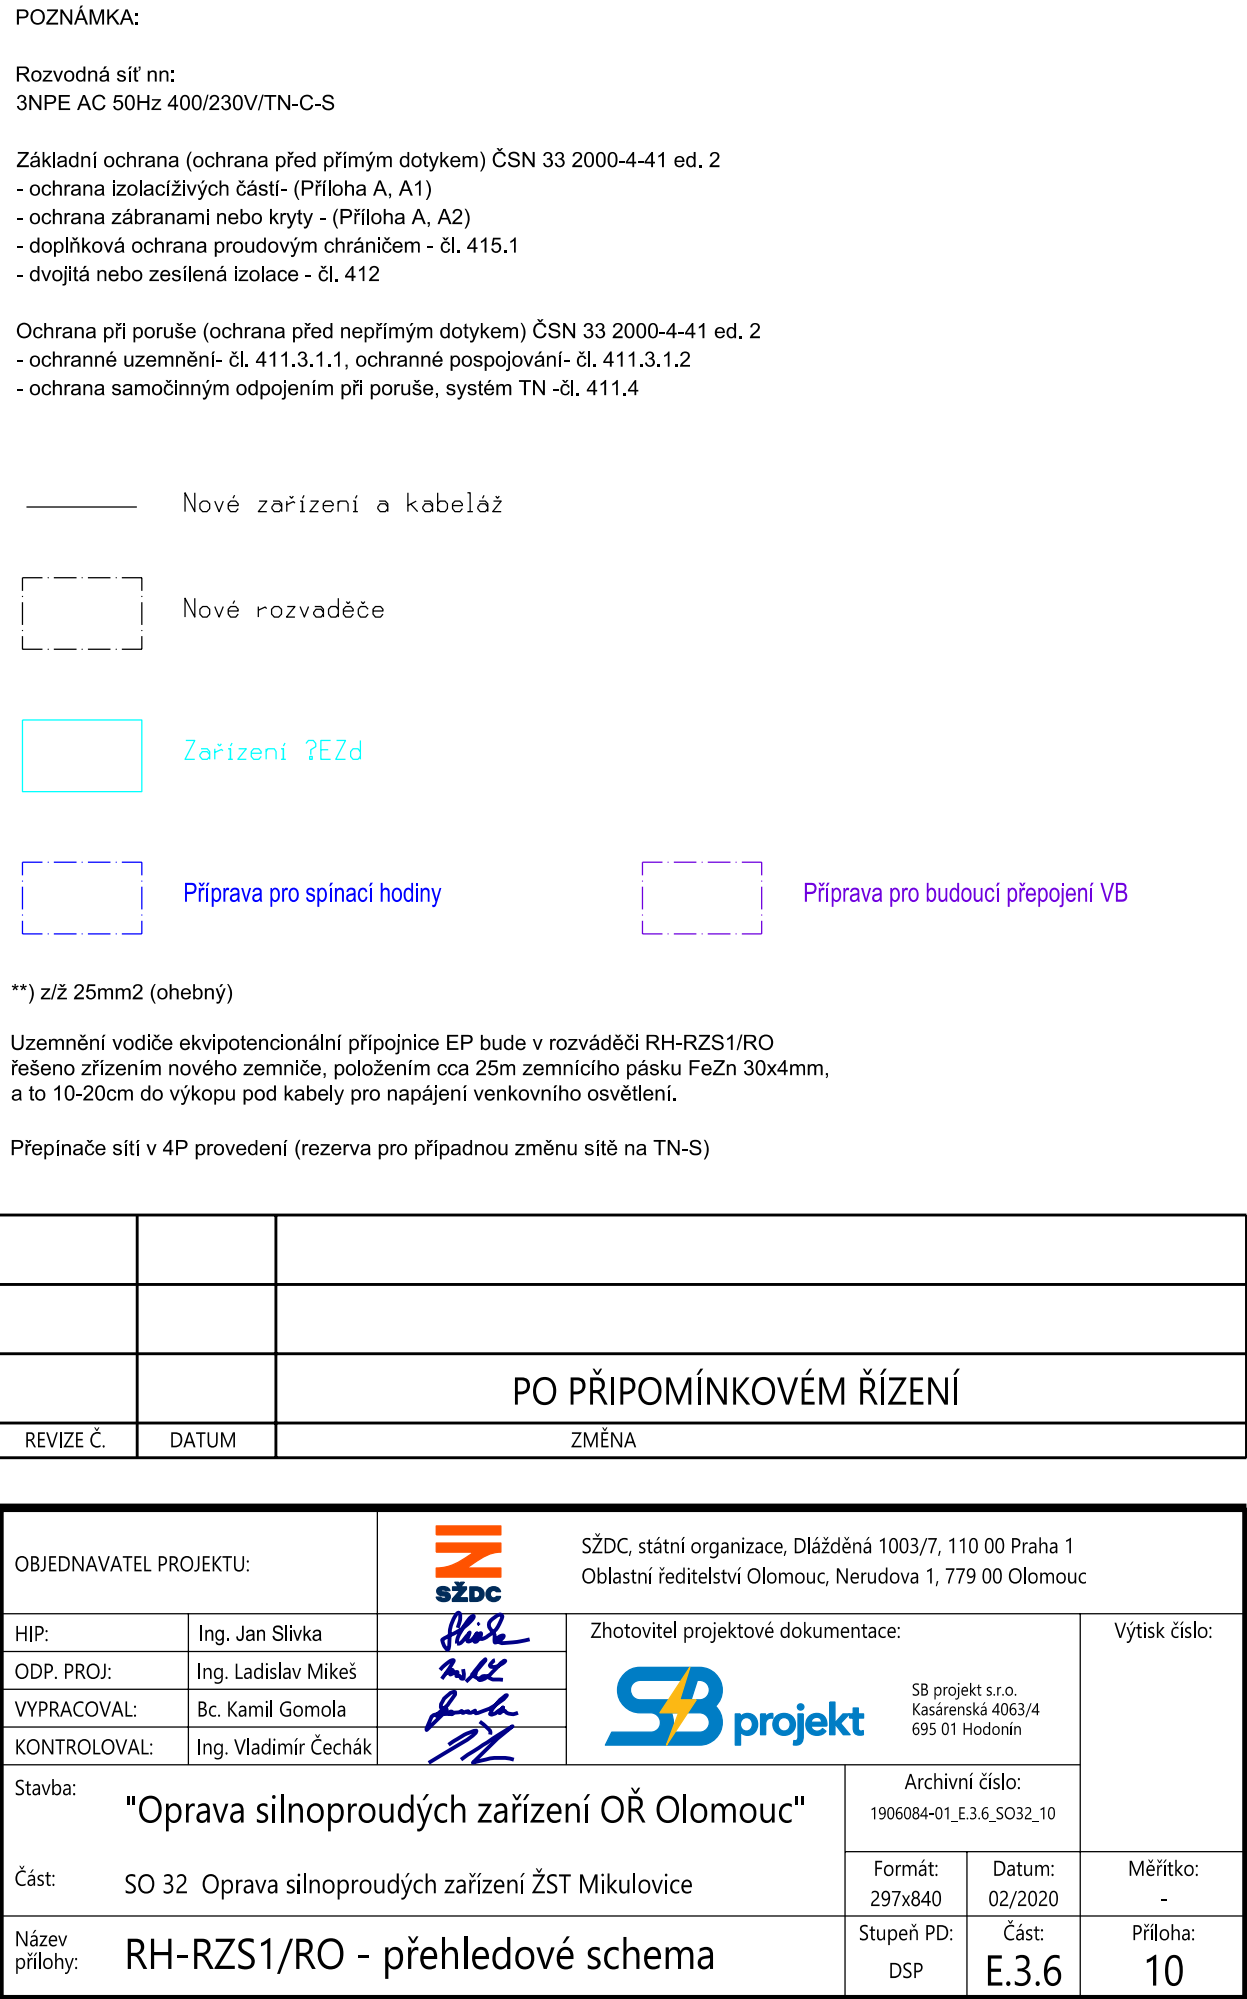 POZNÁMKA:
Rozvodná síť nn:
3NPE AC 50Hz 400/230V/TN-C-S
Základní ochrana (ochrana před přímým dotykem) ČSN 33 2000-4-41 ed. 2
- ochrana izolacíživých částí- (Příloha A, A1)
- ochrana zábranami nebo kryty - (Příloha A, A2)
- doplňková ochrana proudovým chráničem - čl. 415.1
- dvojitá nebo zesílená izolace - čl. 412
Ochrana při poruše (ochrana před nepřímým dotykem) ČSN 33 2000-4-41 ed. 2
- ochranné uzemnění- čl. 411.3.1.1, ochranné pospojování- čl. 411.3.1.2
- ochrana samočinným odpojením při poruše, systém TN -čl. 411.4
Nové zařízení a kabeláž
Nové rozvaděče
Zařízení ?EZd
Příprava pro spínací hodiny
Příprava pro budoucí přepojení VB
**) z/ž 25mm2 (ohebný)
Uzemnění vodiče ekvipotencionální přípojnice EP bude v rozváděči RH-RZS1/RO
řešeno zřízením nového zemniče, položením cca 25m zemnícího pásku FeZn 30x4mm,
a to 10-20cm do výkopu pod kabely pro napájení venkovního osvětlení.
Přepínače sítí v 4P provedení (rezerva pro případnou změnu sítě na TN-S)
PO PŘIPOMÍNKOVÉM ŘÍZENÍ
REVIZE Č. DATUM ZMĚNA
OBJEDNAVATEL PROJEKTU:
SŽDC
SŽDC, státní organizace, Dlážděná 1003/7, 110 00 Praha 1
Oblastní ředitelství Olomouc, Nerudova 1, 779 00 Olomouc
HIP: Ing. Jan Slivka
ODP. PROJ: Ing. Ladislav Mikeš
VYPRACOVAL: Bc. Kamil Gomola
KONTROLOVAL: Ing. Vladimír Čechák
Zhotovitel projektové dokumentace:
SB projekt
SB projekt s.r.o.
Kasárenská 4063/4
695 01 Hodonín
Výtisk číslo:
Stavba: "Oprava silnoproudých zařízení OŘ Olomouc"
Archivní číslo:
1906084-01_E.3.6_SO32_10
Část: SO 32 Oprava silnoproudých zařízení ŽST Mikulovice
Formát: Datum: Měřítko:
297x840 02/2020 -
Název
přílohy: RH-RZS1/RO - přehledové schema
Stupeň PD: Část: Příloha:
DSP E.3.6 10